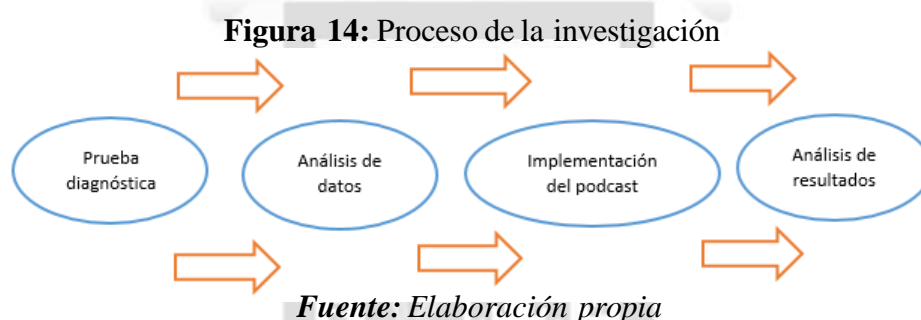 Figura 14: Proceso de la investigación
Prueba
diagnóstica
Análisis de
datos
Implementación
del podcast
Análisis de
resultados
Fuente: Elaboración propia